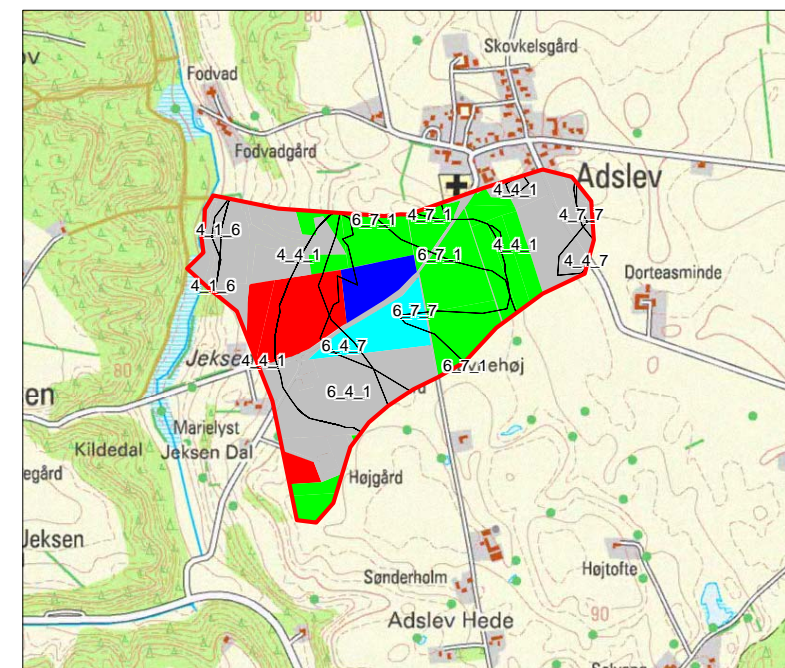 80
Skovkelsgård
Fodvad
Fodvadgård
Adslev
4_4_1
4_1_6
6_7_1
4_7_1
4_7_7
4_4_1
6_7_1
4_4_1
4_4_7
Dorteasminde
4_1_6
6_7_7
6_4_7
4_4_1
80
6_7_1
6_4_1
en
Marielyst
Kildedal
Jeksen Dal
egård
Højgård
Jeksen
Sønderholm
Højtofte
90
Adslev Hede